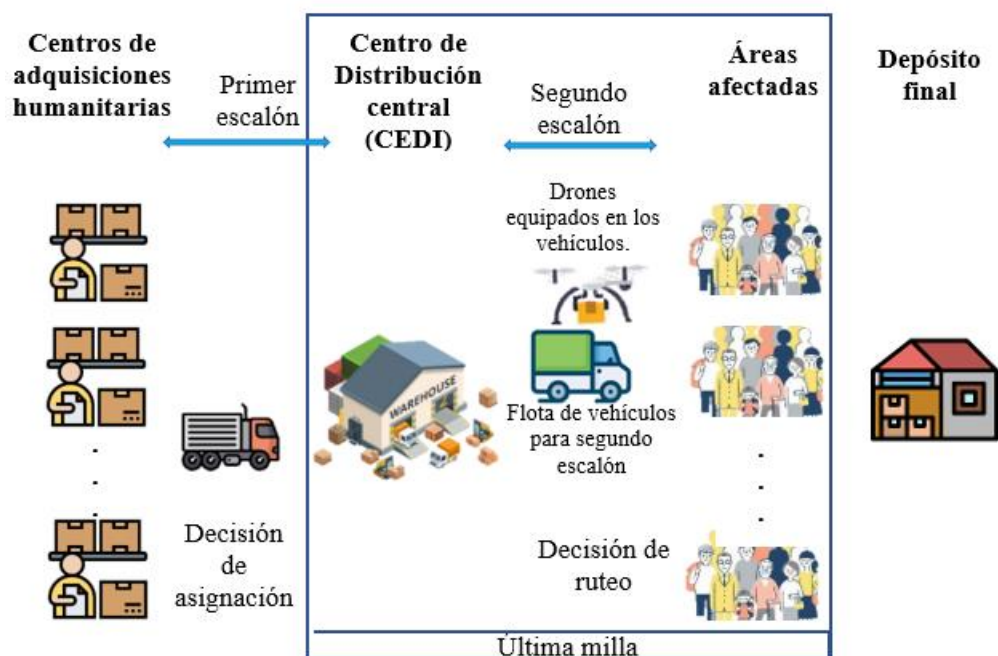 Centros de
adquisiciones
humanitarias
Primer
escalón
Centro de
Distribución
central
(CEDI)
Segundo
escalón
Áreas
afectadas
Depósito
final
Drones
equipados en los
vehículos.
WAREHOUSE
Flota de vehículos
para segundo
escalón
Decisión
de
asignación
Decisión de
ruteo
Última milla